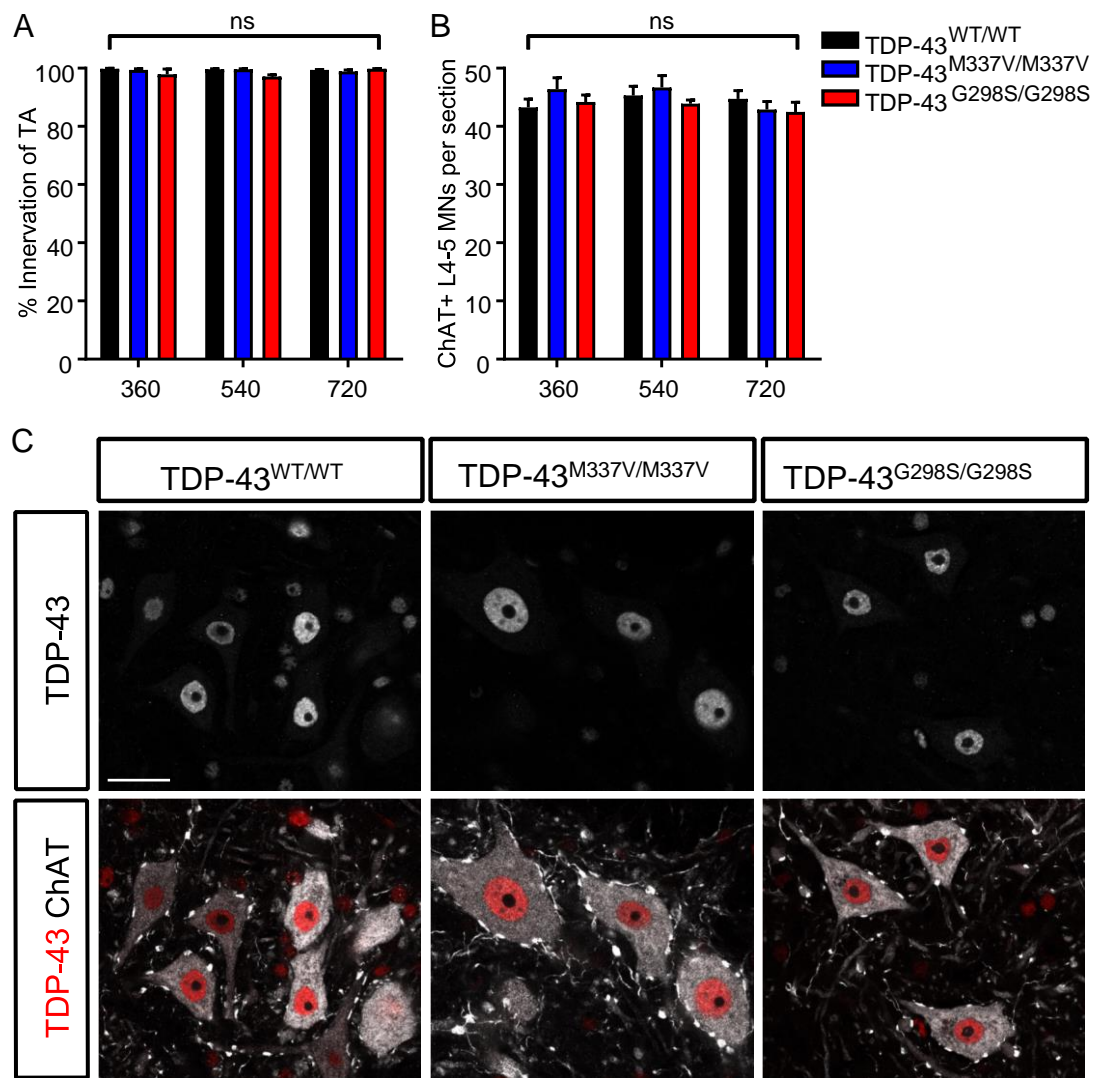 A
ns
% Innervation of TA
100
80
60
40
20
0
360 540 720
B
ns
ChAT+ L4-5 MNs per section
50
40
30
20
10
0
360 540 720
TDP-43WT/WT
TDP-43M337V/M337V
TDP-43G298S/G298S
C
TDP-43WT/WT TDP-43M337V/M337V TDP-43G298S/G298S
TDP-43
TDP-43 ChAT